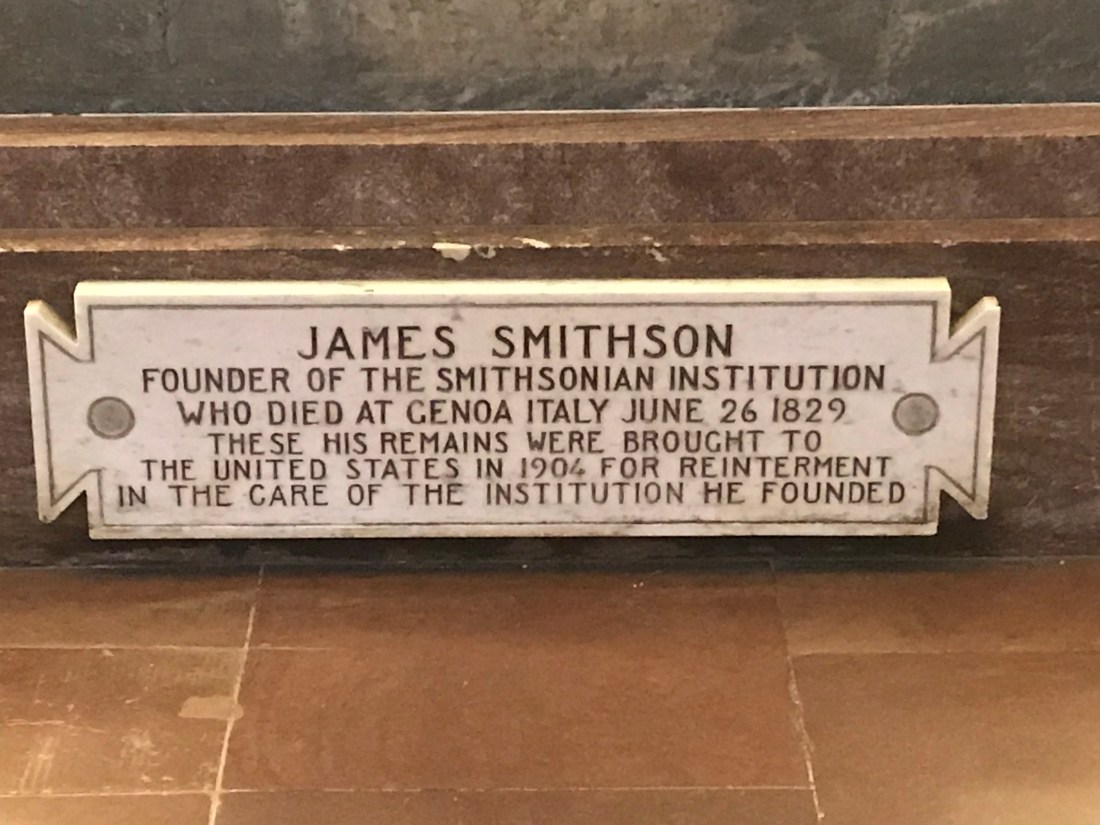 JAMES SMITHSON
FOUNDER OF THE SMITHSONIAN INSTITUTION
WHO DIED AT GENOA ITALY JUNE 26 1829
THESE HIS REMAINS WERE BROUGHT TO
THE UNITED STATES IN 1904 FOR REINTERMENT
IN THE CARE OF THE INSTITUTION HE FOUNDED